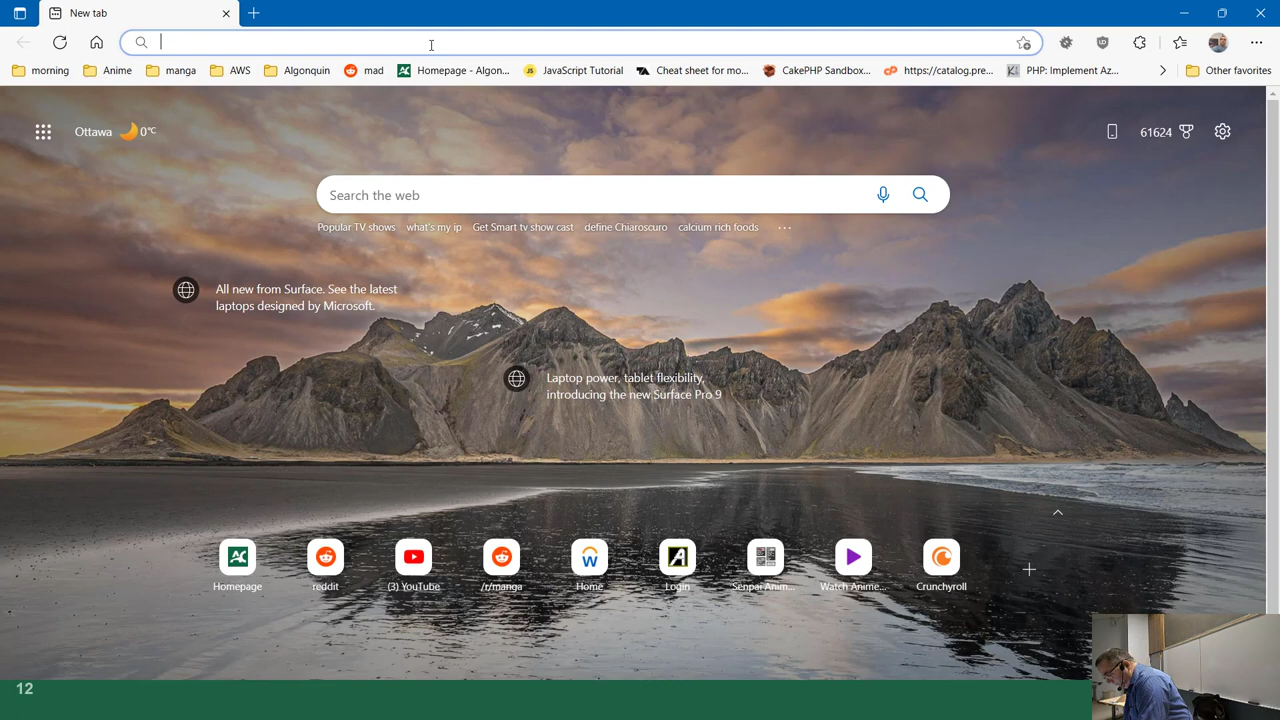 New tab
morning Anime manga AWS Algonquin mad Homepage - Algon... JavaScript Tutorial Cheat sheet for mo... CakePHP Sandbox... https://catalog.pre... PHP: Implement Az... Other favorites
Ottawa 0°C 61624
Search the web
Popular TV shows what's my ip Get Smart tv show cast define Chiaroscuro calcium rich foods ...
All new from Surface. See the latest
laptops designed by Microsoft.
Laptop power, tablet flexibility,
introducing the new Surface Pro 9
Homepage reddit (3) YouTube /r/manga Home Login Senpai Anim... Watch Anime... Crunchyroll
12